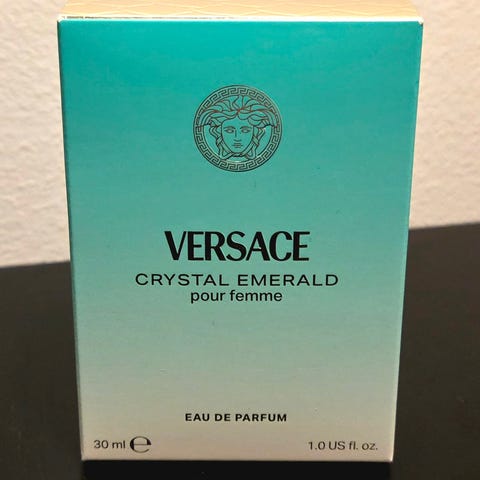 VERSACE
CRYSTAL EMERALD
pour femme
EAU DE PARFUM
30 ml ℮ 1.0 US fl. oz.